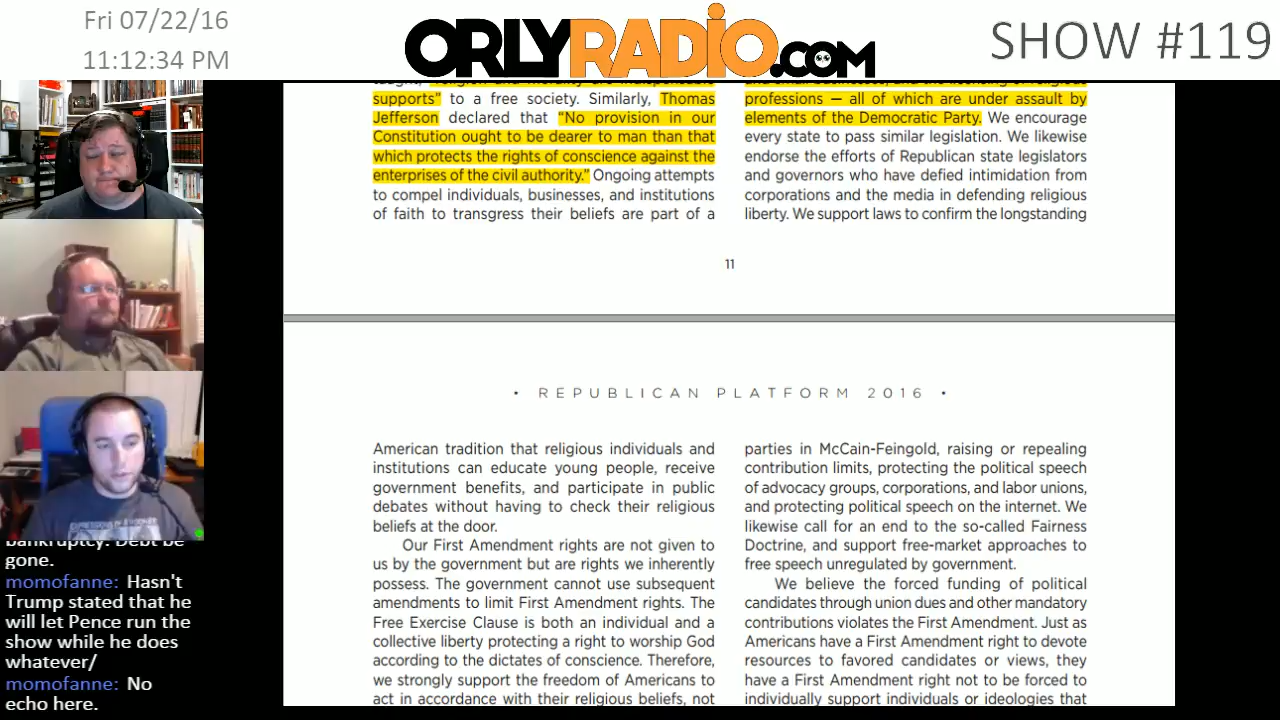 Fri 07/22/16
11:12:34 PM
ORLYRADiO.COM
SHOW #119
supports” to a free society. Similarly, Thomas
Jefferson declared that “No provision in our
Constitution ought to be dearer to man than that
which protects the rights of conscience against the
enterprises of the civil authority.” Ongoing attempts
to compel individuals, businesses, and institutions
of faith to transgress their beliefs are part of a
professions — all of which are under assault by
elements of the Democratic Party. We encourage
every state to pass similar legislation. We likewise
endorse the efforts of Republican state legislators
and governors who have defied intimidation from
corporations and the media in defending religious
liberty. We support laws to confirm the longstanding
11
• REPUBLICAN PLATFORM 2016 •
American tradition that religious individuals and
institutions can educate young people, receive
government benefits, and participate in public
debates without having to check their religious
beliefs at the door.
Our First Amendment rights are not given to
us by the government but are rights we inherently
possess. The government cannot use subsequent
amendments to limit First Amendment rights. The
Free Exercise Clause is both an individual and a
collective liberty protecting a right to worship God
according to the dictates of conscience. Therefore,
we strongly support the freedom of Americans to
act in accordance with their religious beliefs, not
parties in McCain-Feingold, raising or repealing
contribution limits, protecting the political speech
of advocacy groups, corporations, and labor unions,
and protecting political speech on the internet. We
likewise call for an end to the so-called Fairness
Doctrine, and support free-market approaches to
free speech unregulated by government.
We believe the forced funding of political
candidates through union dues and other mandatory
contributions violates the First Amendment. Just as
Americans have a First Amendment right to devote
resources to favored candidates or views, they
have a First Amendment right not to be forced to
individually support individuals or ideologies that
bankruptcy. Debt be
gone.
momofanne: Hasn't
Trump stated that he
will let Pence run the
show while he does
whatever/
momofanne: No
echo here.